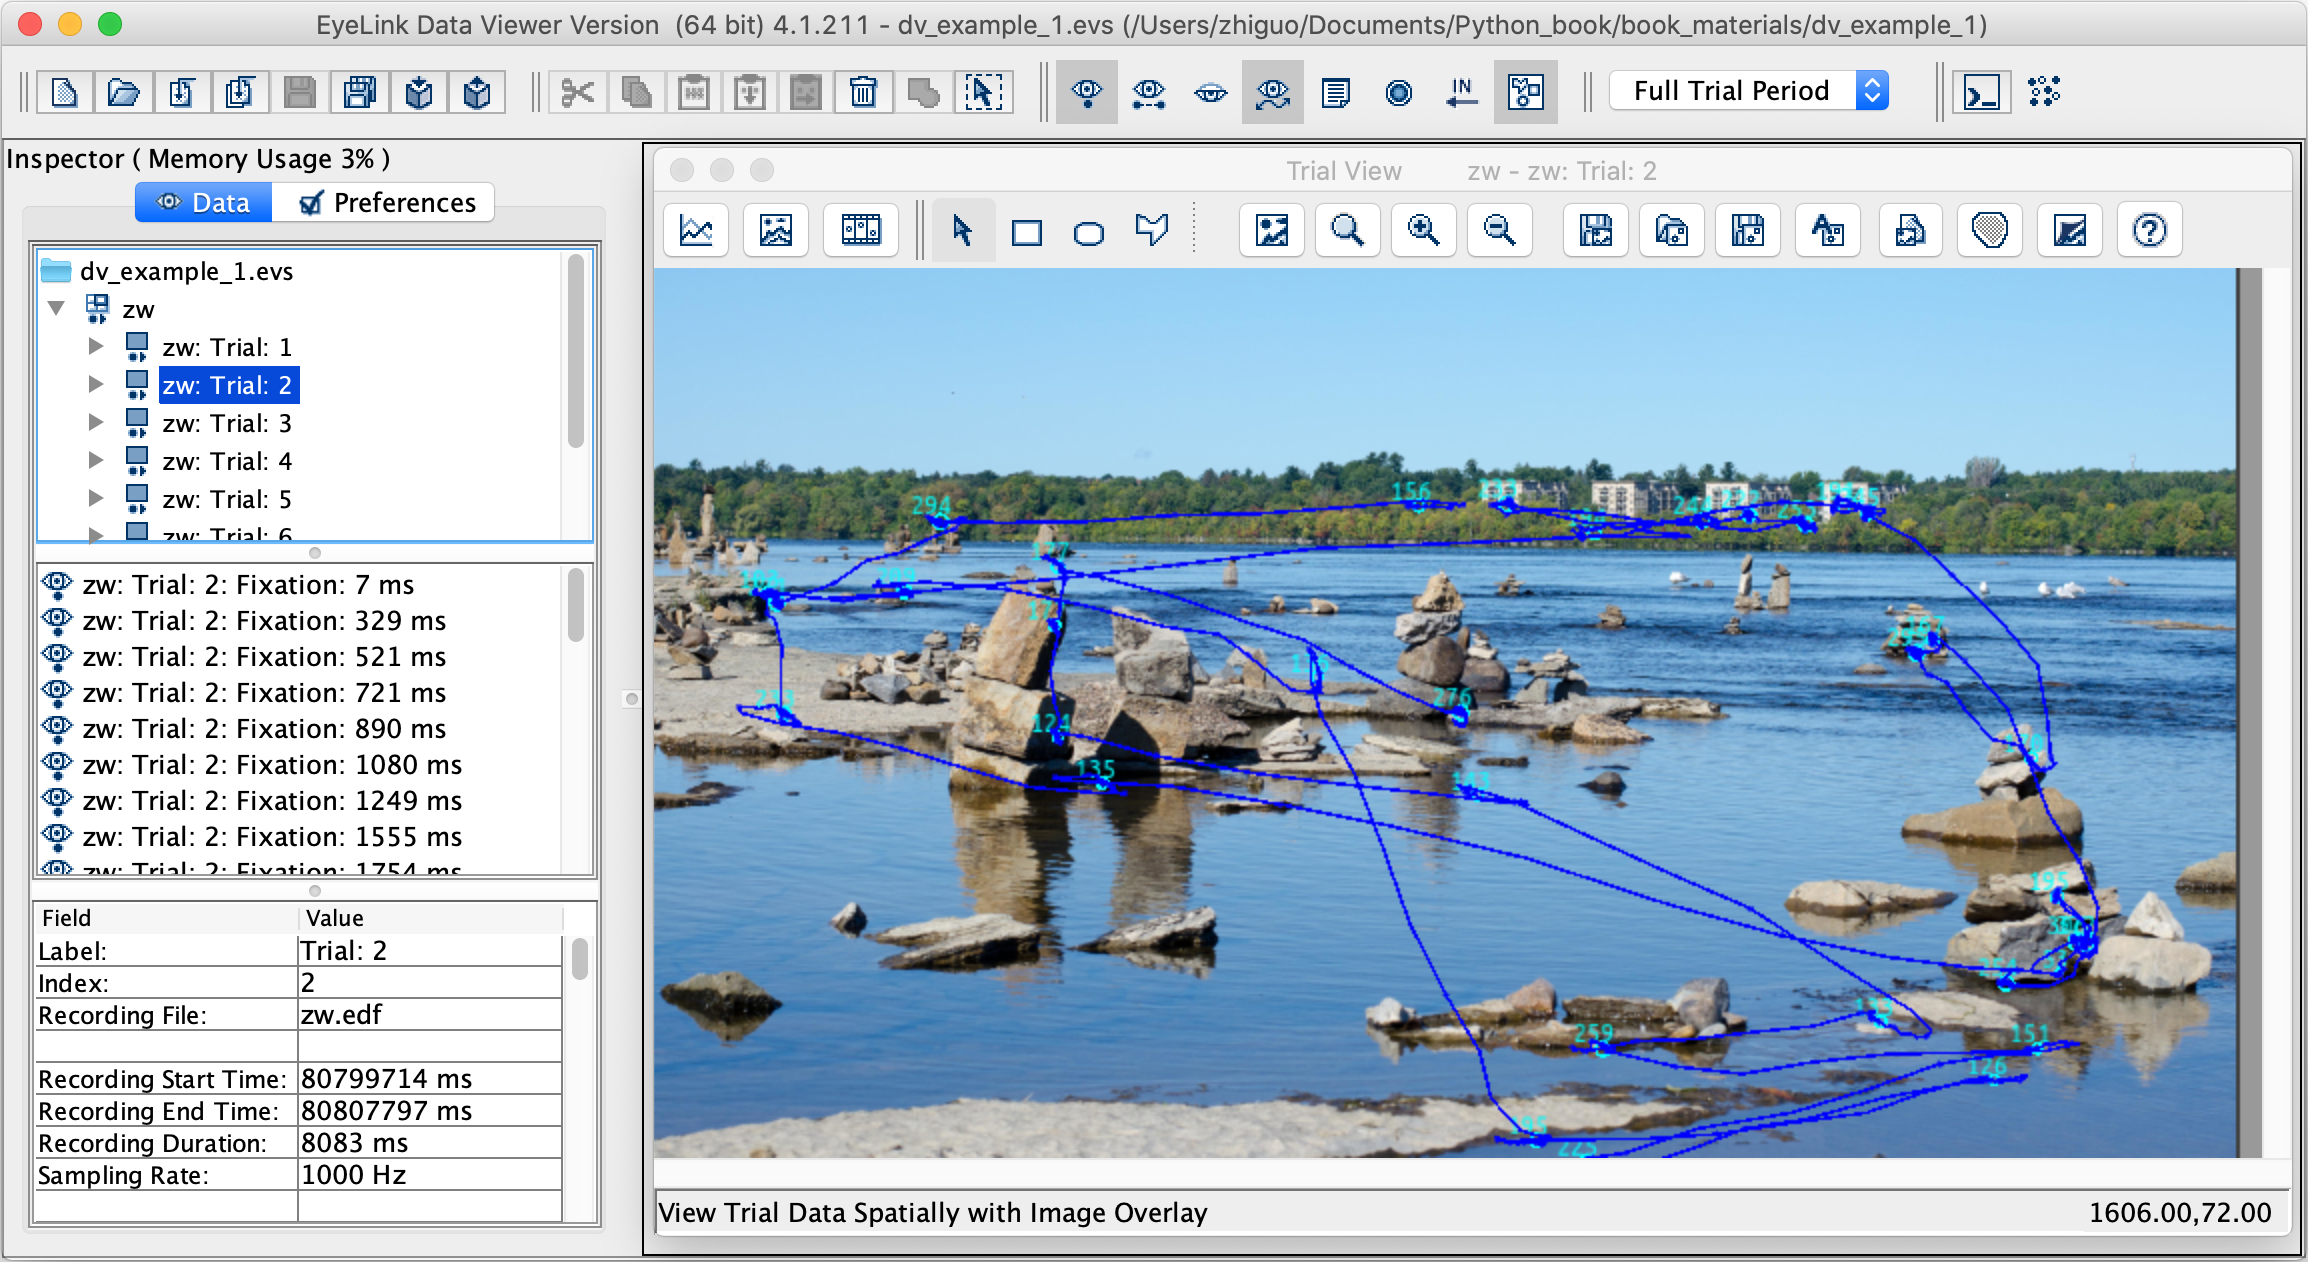 EyeLink Data Viewer Version  (64 bit) 4.1.211 - dv_example_1.evs (/Users/zhiguo/Documents/Python_book/book_materials/dv_example_1)
IN
Full Trial Period
Inspector ( Memory Usage 3% )
Data
Preferences
dv_example_1.evs
zw
zw: Trial: 1
zw: Trial: 2
zw: Trial: 3
zw: Trial: 4
zw: Trial: 5
zw: Trial: 6
zw: Trial: 2: Fixation: 7 ms
zw: Trial: 2: Fixation: 329 ms
zw: Trial: 2: Fixation: 521 ms
zw: Trial: 2: Fixation: 721 ms
zw: Trial: 2: Fixation: 890 ms
zw: Trial: 2: Fixation: 1080 ms
zw: Trial: 2: Fixation: 1249 ms
zw: Trial: 2: Fixation: 1555 ms
zw: Trial: 2: Fixation: 1754 ms
Field Value
Label: Trial: 2
Index: 2
Recording File: zw.edf
Recording Start Time: 80799714 ms
Recording End Time: 80807797 ms
Recording Duration: 8083 ms
Sampling Rate: 1000 Hz
Trial View zw - zw: Trial: 2
294
156
276
124
135
195
259
151
126
View Trial Data Spatially with Image Overlay
1606.00,72.00